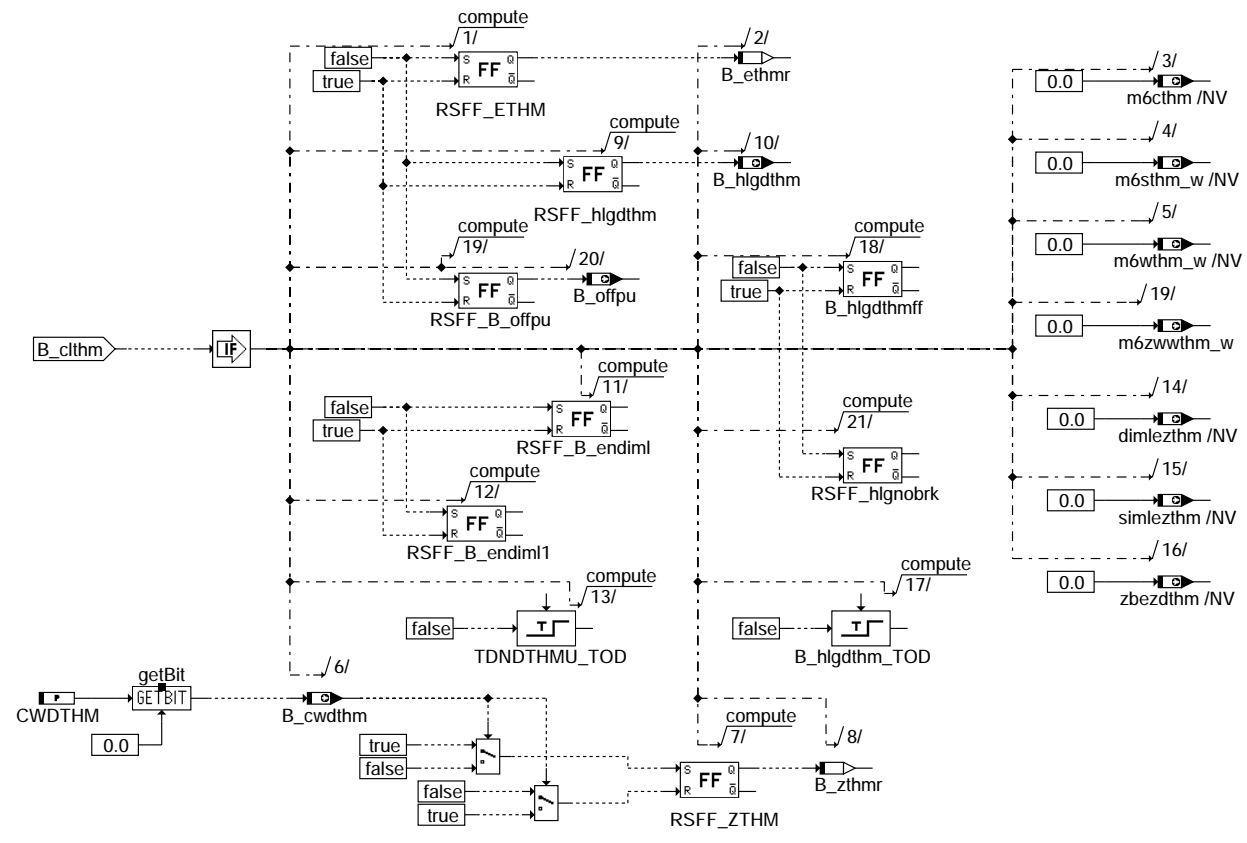 compute
1/
false
true
S Q
FF
R Q
RSFF_ETHM
2/
B_ethmr
3/
0.0
m6cthm /NV
compute
9/
S Q
FF
R Q
RSFF_hlgdthm
10/
B_hlgdthm
4/
0.0
m6sthm_w /NV
compute
19/
S Q
FF
R Q
RSFF_B_offpu
20/
B_offpu
compute
18/
false
true
S Q
FF
R Q
B_hlgdthmff
5/
0.0
m6wthm_w /NV
19/
0.0
m6zwwthm_w
B_clthm
IF
compute
11/
false
true
S Q
FF
R Q
RSFF_B_endiml
compute
21/
S Q
FF
R Q
RSFF_hlgnobrk
14/
0.0
dimlezthm /NV
compute
12/
S Q
FF
R Q
RSFF_B_endiml1
15/
0.0
simlezthm /NV
compute
13/
false
T
TDNDTHMU_TOD
compute
17/
false
T
B_hlgdthm_TOD
16/
0.0
zbezdthm /NV
6/
getBit
P
CWDTHM
GETBIT
0.0
B_cwdthm
true
false
false
true
compute
7/
S Q
FF
R Q
RSFF_ZTHM
8/
B_zthmr